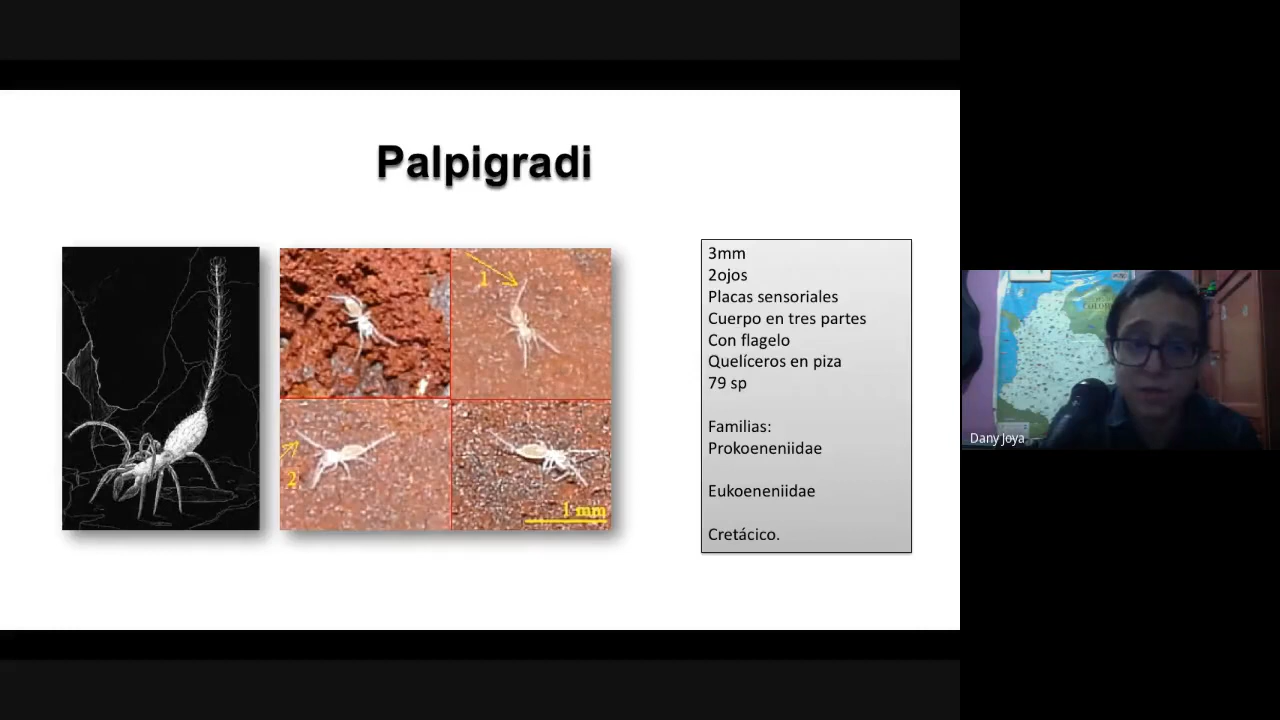 Palpigradi
1
2
1 mm
3mm
2ojos
Placas sensoriales
Cuerpo en tres partes
Con flagelo
Quelíceros en piza
79 sp
Familias:
Prokoeneniidae
Eukoeneniidae
Cretácico.
Dany Joya